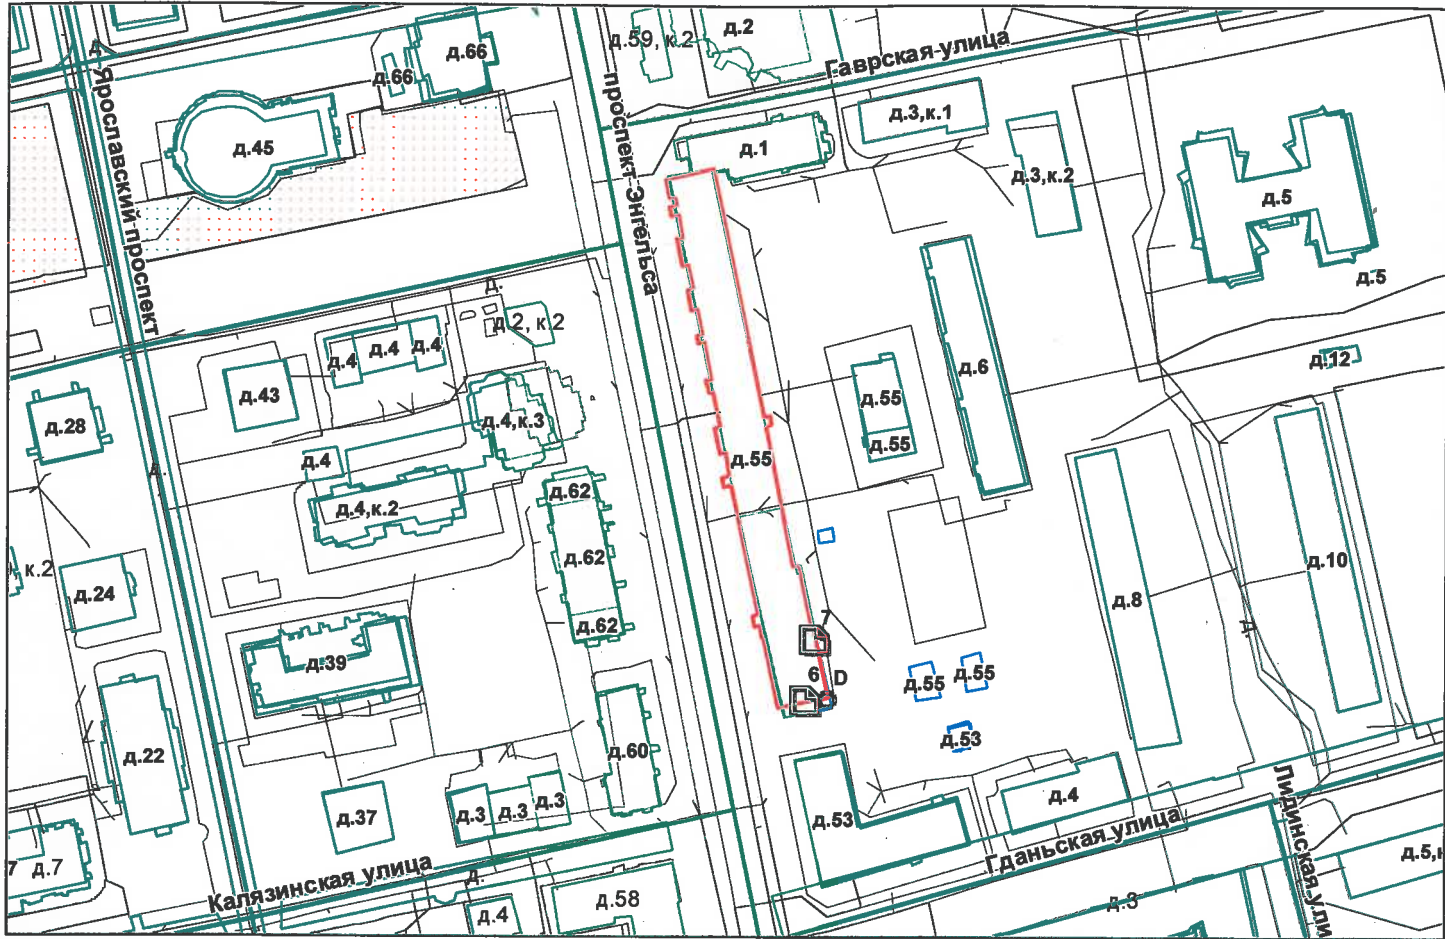 д.
д.66
д.66
д.59, к.2
д.2
Гаврская улица
Ярославский проспект
проспект Энгельса
д.45
д.1
д.3,к.1
д.3,к.2
д.5
д.5
д.
д.2, к.2
д.4
д.4
д.4
д.43
д.4,к.3
д.28
д.4
д.
д.4,к.2
д.62
д.62
д.62
д.55
д.55
д.55
д.6
д.12
к.2
д.24
д.39
д.8
д.10
д.
7
6
D
д.55
д.55
д.53
д.22
д.60
д.37
д.3
д.3
д.3
д.53
д.4
Гданьская улица
Лидинская ули
д.5,к
7
д.7
Калязинская улица
д.
д.4
д.58
д.3